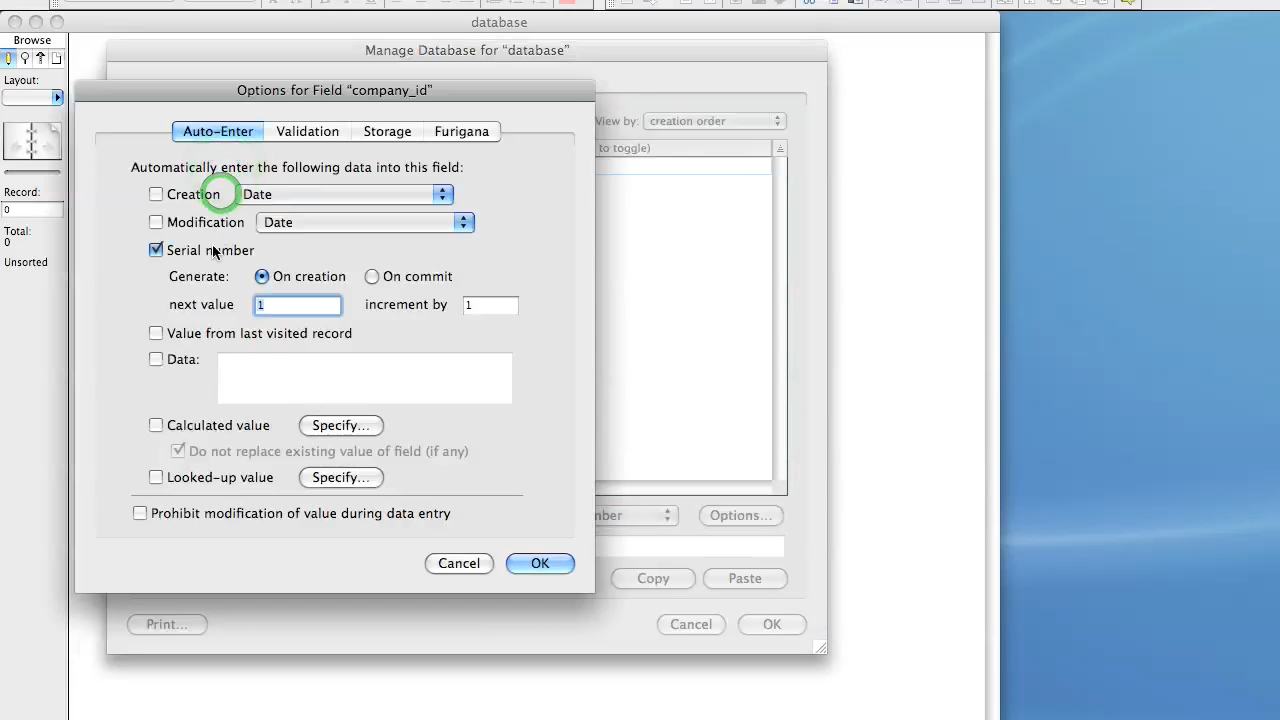 database
Browse
Manage Database for “database”
Layout:
Options for Field “company_id”
View by: creation order
Auto-Enter Validation Storage Furigana
to toggle)
Automatically enter the following data into this field:
Creation Date
Record:
0
Modification Date
Total:
0
Serial number
Unsorted
Generate: On creation On commit
next value 1 increment by 1
Value from last visited record
Data:
Calculated value Specify...
Do not replace existing value of field (if any)
Looked-up value Specify...
Prohibit modification of value during data entry
mber Options...
Cancel OK
Copy Paste
Print... Cancel OK